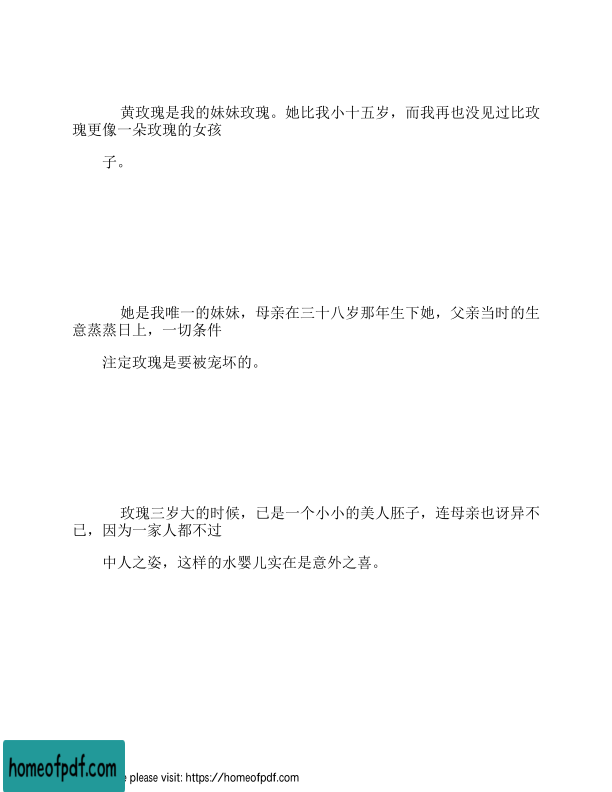 黄玫瑰是我的妹妹玫瑰。她比我小十五岁，而我再也没见过比玫
瑰更像一朵玫瑰的女孩
子。
她是我唯一的妹妹，母亲在三十八岁那年生下她，父亲当时的生
意蒸蒸日上，一切条件
注定玫瑰是要被宠坏的。
玫瑰三岁大的时候，已是一个小小的美人胚子，连母亲也讶异不
已，因为一家人都不过
中人之姿，这样的水婴儿实在是意外之喜。
homeofpdf.com
e please visit: https://homeofpdf.com